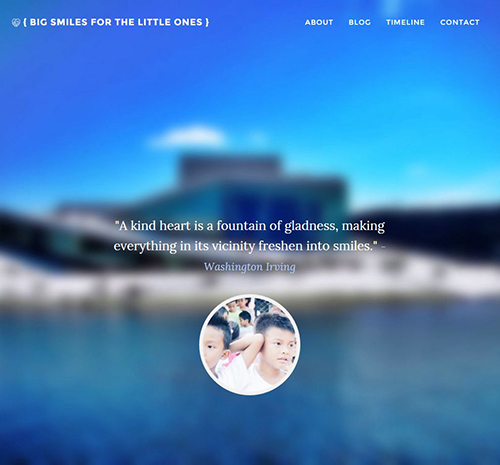 { BIG SMILES FOR THE LITTLE ONES }
ABOUT BLOG TIMELINE CONTACT
"A kind heart is a fountain of gladness, making
everything in its vicinity freshen into smiles." ~
Washington Irving